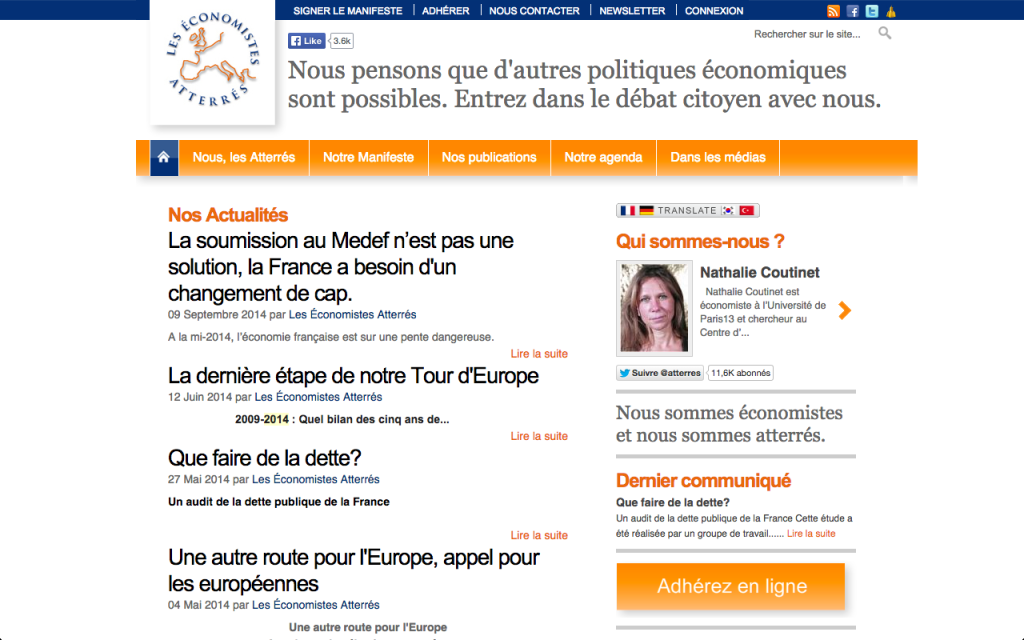 SIGNER LE MANIFESTE ADHÉRER NOUS CONTACTER NEWSLETTER CONNEXION
LES ÉCONOMISTES
ATTERRÉS
Like 3.6k
Rechercher sur le site...
Nous pensons que d'autres politiques économiques
sont possibles. Entrez dans le débat citoyen avec nous.
Nous, les Atterrés Notre Manifeste Nos publications Notre agenda Dans les médias
Nos Actualités
La soumission au Medef n’est pas une
solution, la France a besoin d'un
changement de cap.
09 Septembre 2014 par Les Économistes Atterrés
A la mi-2014, l’économie française est sur une pente dangereuse.
Lire la suite
La dernière étape de notre Tour d'Europe
12 Juin 2014 par Les Économistes Atterrés
2009-2014 : Quel bilan des cinq ans de...
Lire la suite
Que faire de la dette?
27 Mai 2014 par Les Économistes Atterrés
Un audit de la dette publique de la France
Lire la suite
Une autre route pour l'Europe, appel pour
les européennes
04 Mai 2014 par Les Économistes Atterrés
Une autre route pour l'Europe
TRANSLATE
Qui sommes-nous ?
Nathalie Coutinet
Nathalie Coutinet est
économiste à l'Université de
Paris13 et chercheur au
Centre d'...
Suivre @atterres 11,6K abonnés
Nous sommes économistes
et nous sommes atterrés.
Dernier communiqué
Que faire de la dette?
Un audit de la dette publique de la France Cette étude a
été réalisée par un groupe de travail...... Lire la suite
Adhérez en ligne